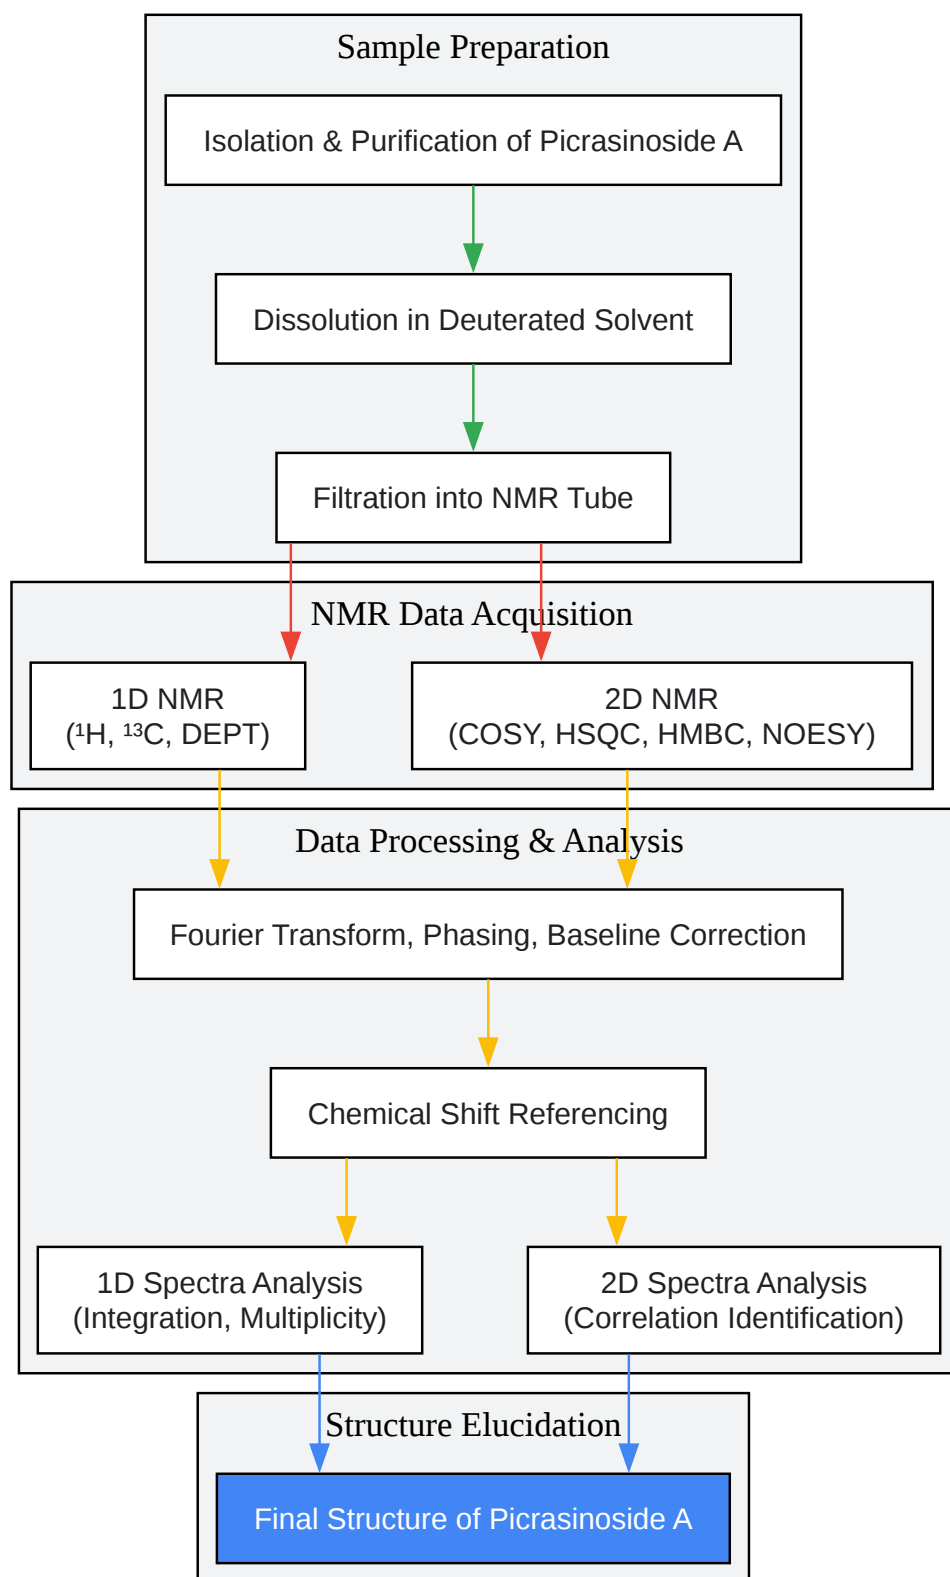 Sample Preparation
Isolation & Purification of Picrasinoside A
Dissolution in Deuterated Solvent
Filtration into NMR Tube
NMR Data Acquisition
1D NMR
(¹H, ¹³C, DEPT)
2D NMR
(COSY, HSQC, HMBC, NOESY)
Data Processing & Analysis
Fourier Transform, Phasing, Baseline Correction
Chemical Shift Referencing
1D Spectra Analysis
(Integration, Multiplicity)
2D Spectra Analysis
(Correlation Identification)
Structure Elucidation
Final Structure of Picrasinoside A